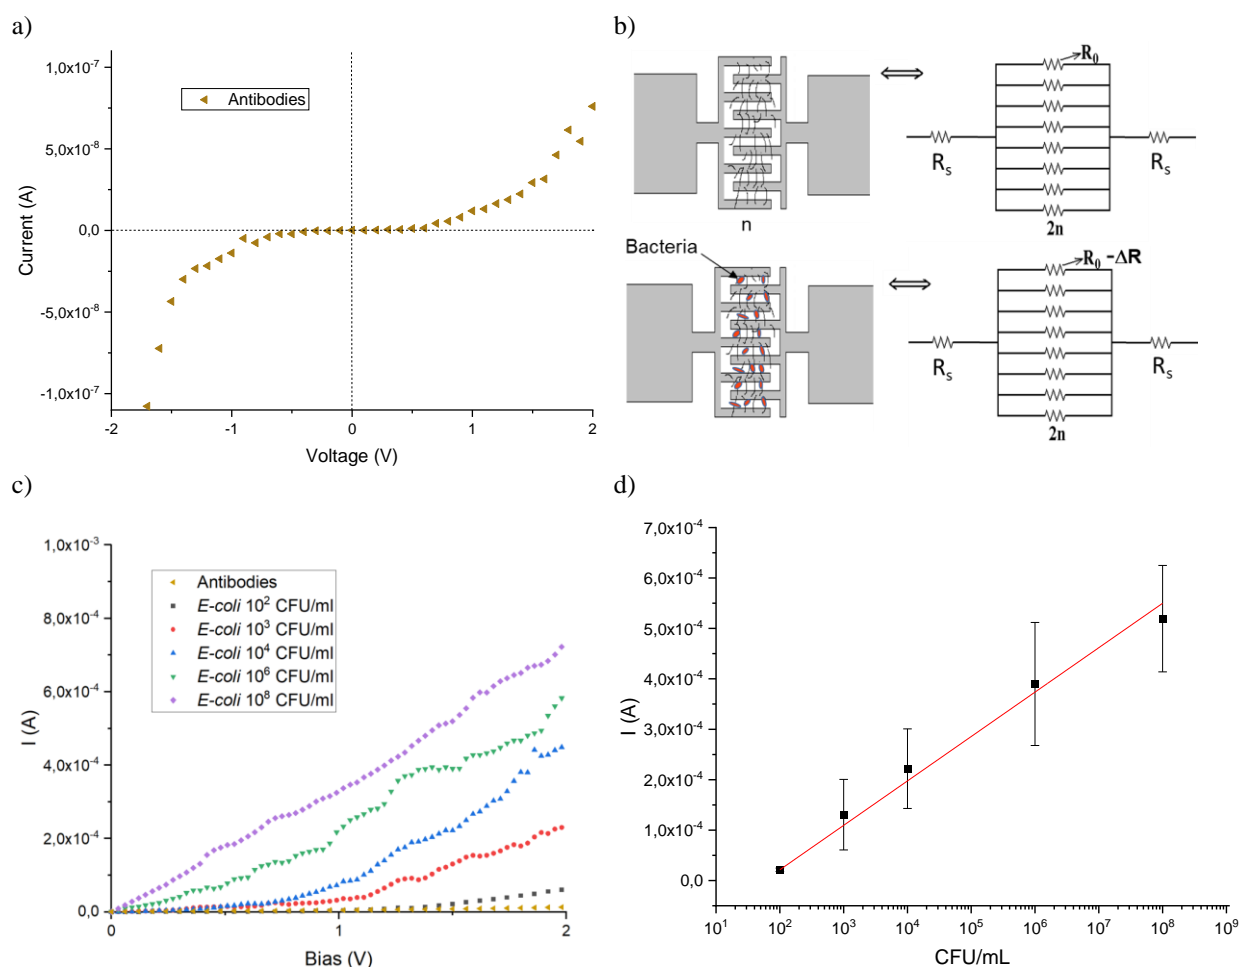 a)
1,0x10⁻⁷
5,0x10⁻⁸
0,0
-5,0x10⁻⁸
-1,0x10⁻⁷
Current (A)
Antibodies
-2 -1 0 1 2
Voltage (V)
b)
R₀
Rₛ Rₛ
n 2n
Bacteria
R₀ -ΔR
Rₛ Rₛ
2n
c)
1,0x10⁻³
8,0x10⁻⁴
6,0x10⁻⁴
4,0x10⁻⁴
2,0x10⁻⁴
0,0
I (A)
Antibodies
E-coli 10² CFU/ml
E-coli 10³ CFU/ml
E-coli 10⁴ CFU/ml
E-coli 10⁶ CFU/ml
E-coli 10⁸ CFU/ml
0 1 2
Bias (V)
d)
7,0x10⁻⁴
6,0x10⁻⁴
5,0x10⁻⁴
4,0x10⁻⁴
3,0x10⁻⁴
2,0x10⁻⁴
1,0x10⁻⁴
0,0
I (A)
10¹ 10² 10³ 10⁴ 10⁵ 10⁶ 10⁷ 10⁸ 10⁹
CFU/mL